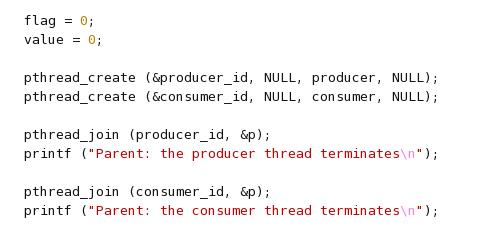 flag = 0;
value = 0;
pthread_create (&producer_id, NULL, producer, NULL);
pthread_create (&consumer_id, NULL, consumer, NULL);
pthread_join (producer_id, &p);
printf ("Parent: the producer thread terminates\n");
pthread_join (consumer_id, &p);
printf ("Parent: the consumer thread terminates\n");